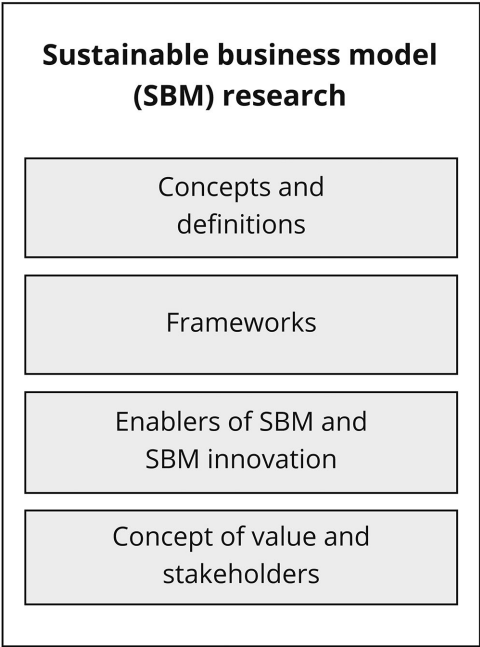 Sustainable business model
(SBM) research
Concepts and
definitions
Frameworks
Enablers of SBM and
SBM innovation
Concept of value and
stakeholders